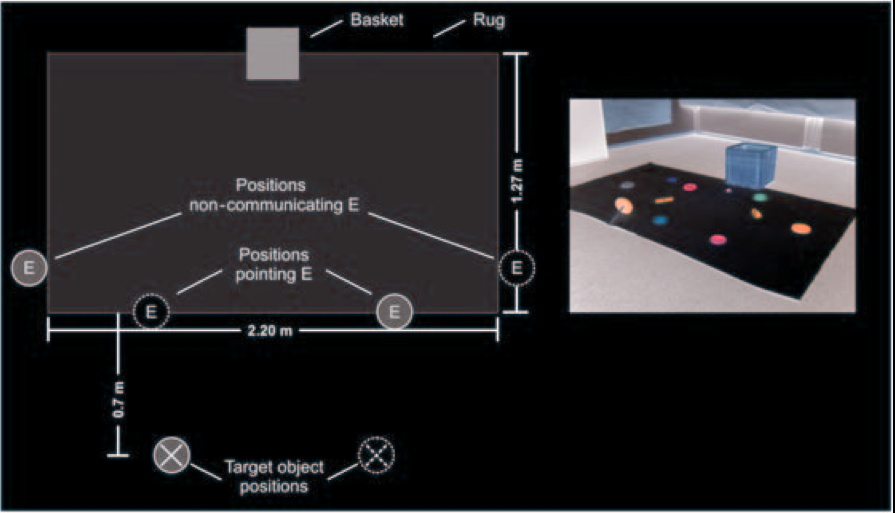 Basket
Rug
1.27 m
Positions
non-communicating E
E
E
Positions
pointing E
E
E
2.20 m
0.7 m
Target object
positions